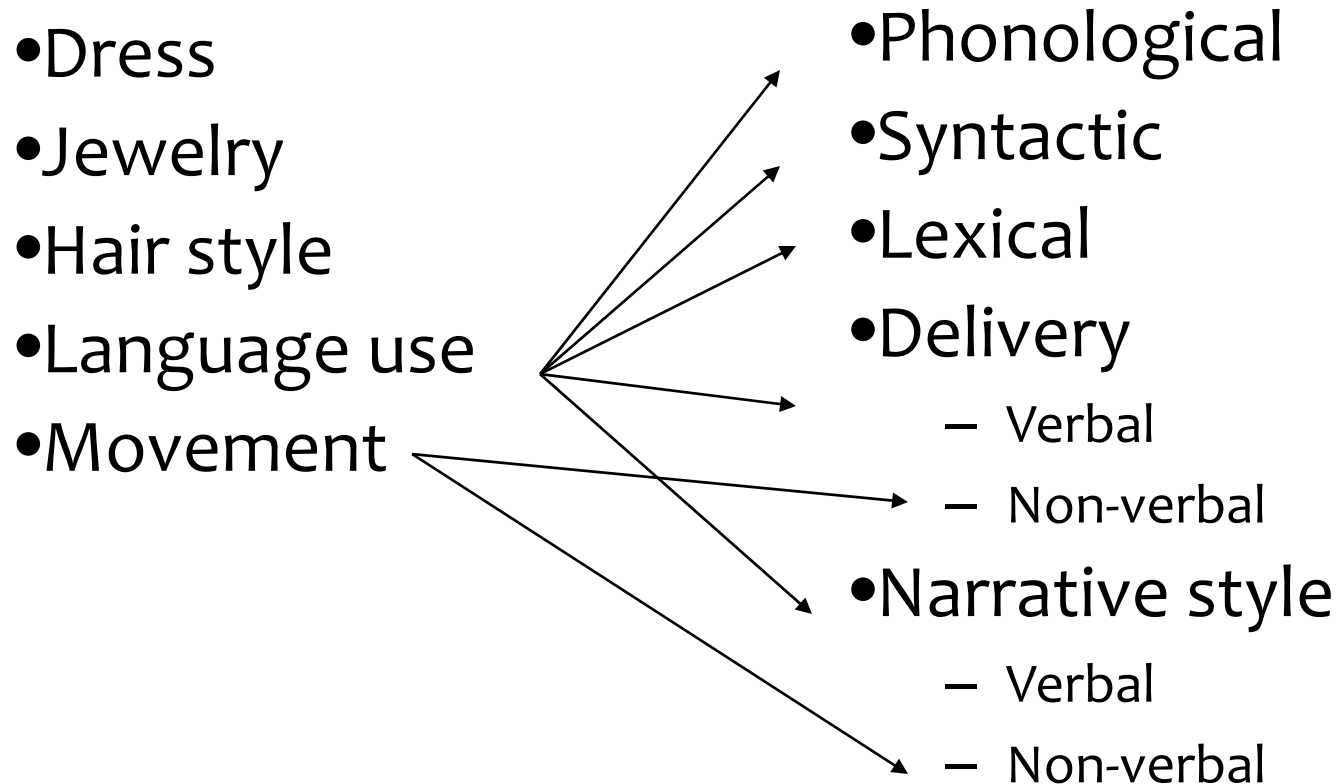 •Dress
•Jewelry
•Hair style
•Language use
•Movement
•Phonological
•Syntactic
•Lexical
•Delivery
– Verbal
– Non-verbal
•Narrative style
– Verbal
– Non-verbal